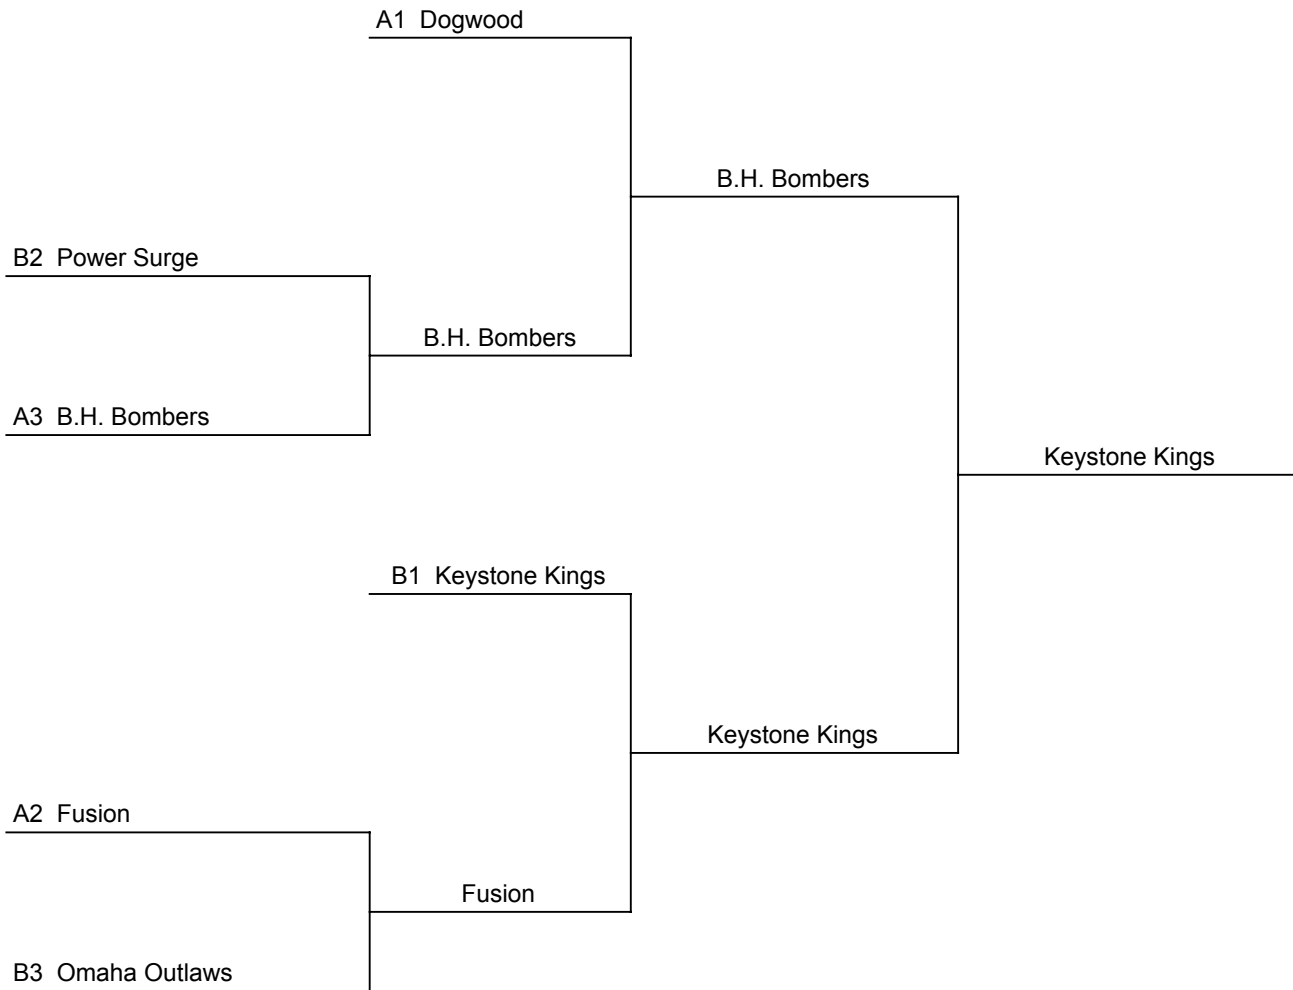 A1 Dogwood
B.H. Bombers
B2 Power Surge
B.H. Bombers
A3 B.H. Bombers
Keystone Kings
B1 Keystone Kings
Keystone Kings
A2 Fusion
Fusion
B3 Omaha Outlaws